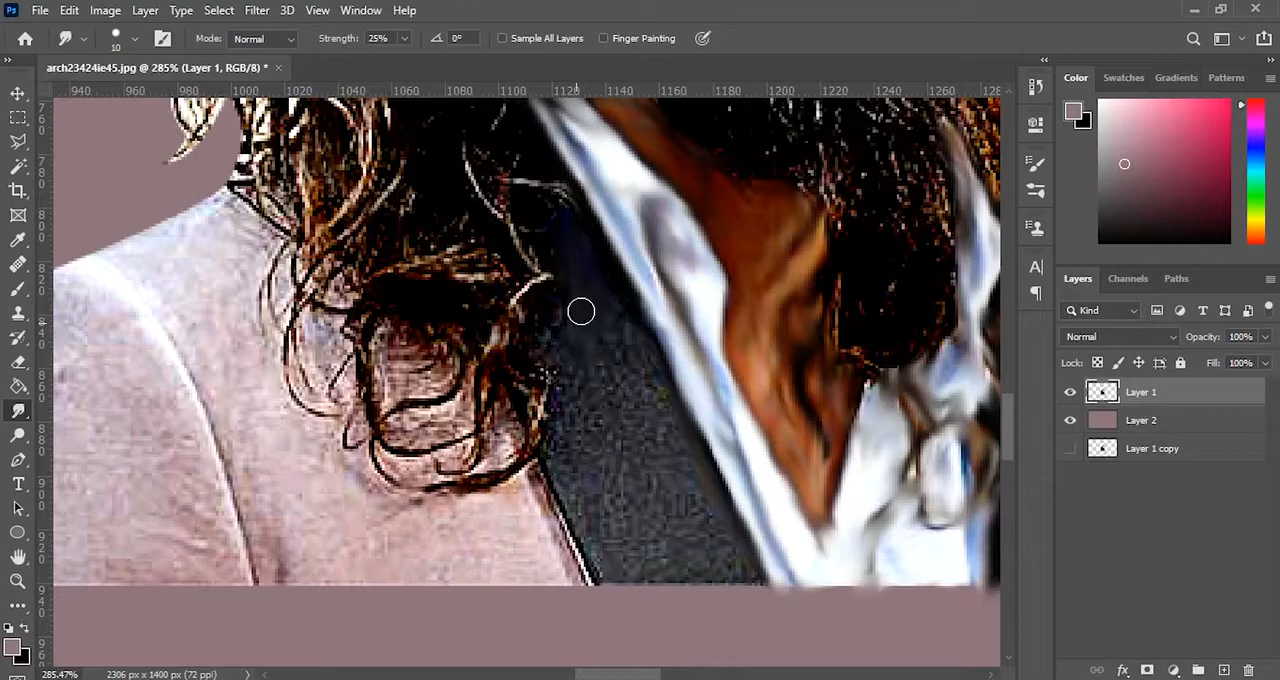 Ps File Edit Image Layer Type Select Filter 3D View Window Help
10 Mode: Normal Strength: 25% 0° Sample All Layers Finger Painting
arch23424ie45.jpg @ 285% (Layer 1, RGB/8) * ×
940 960 980 1000 1020 1040 1060 1080 1100 1120 1140 1160 1180 1200 1220 1240 1260 128
Color Swatches Gradients Patterns
Layers Channels Paths
Kind
Normal Opacity: 100%
Lock: Fill: 100%
Layer 1
Layer 2
Layer 1 copy
285.47% 2306 px x 1400 px (72 ppi)